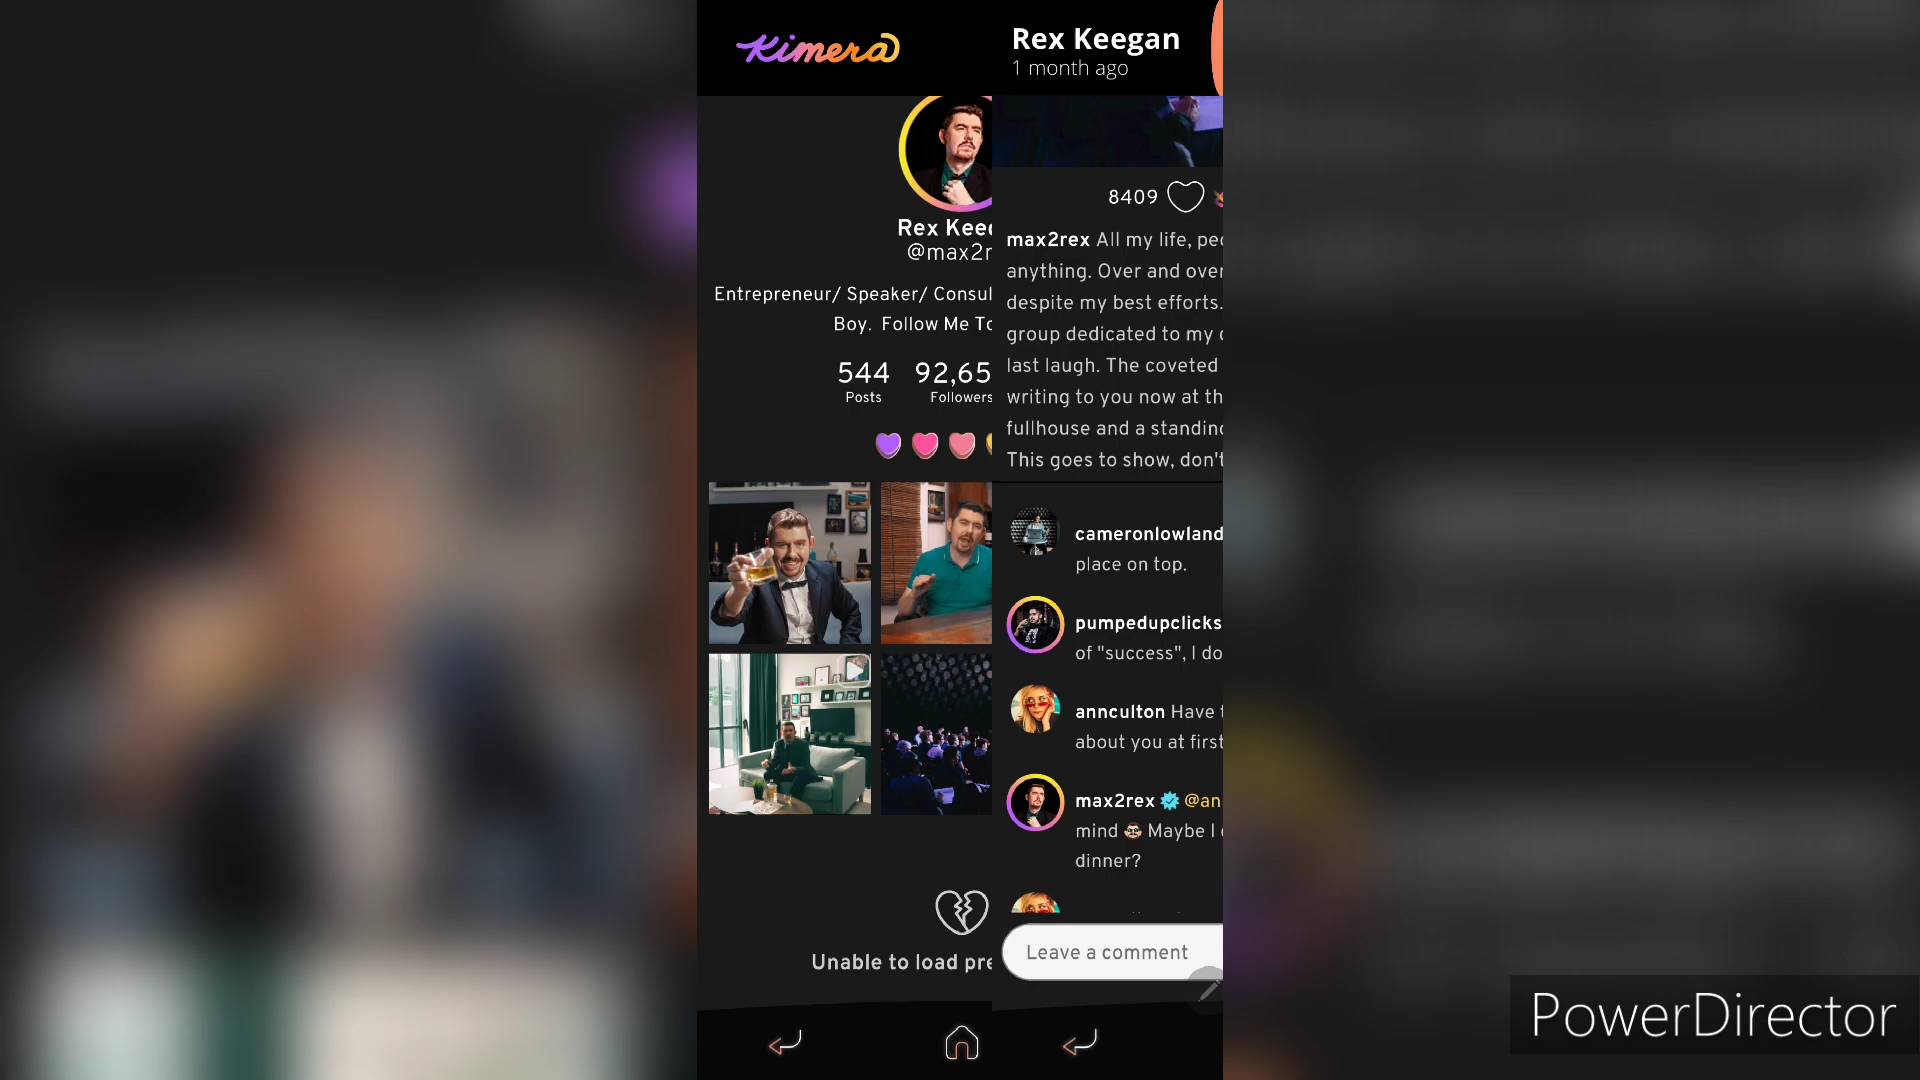 Kimera
Rex Keegan
1 month ago
Rex Kee
@max2r
Entrepreneur/ Speaker/ Consul
Boy. Follow Me To
544
Posts
92,65
Followers
Unable to load pre
8409
max2rex All my life, peo
anything. Over and over
despite my best efforts.
group dedicated to my
last laugh. The coveted
writing to you now at th
fullhouse and a standing
This goes to show, don't
cameronlowland
place on top.
pumpedupclicks
of "success", I do
annculton Have t
about you at first
max2rex @an
mind Maybe I
dinner?
Leave a comment
PowerDirector